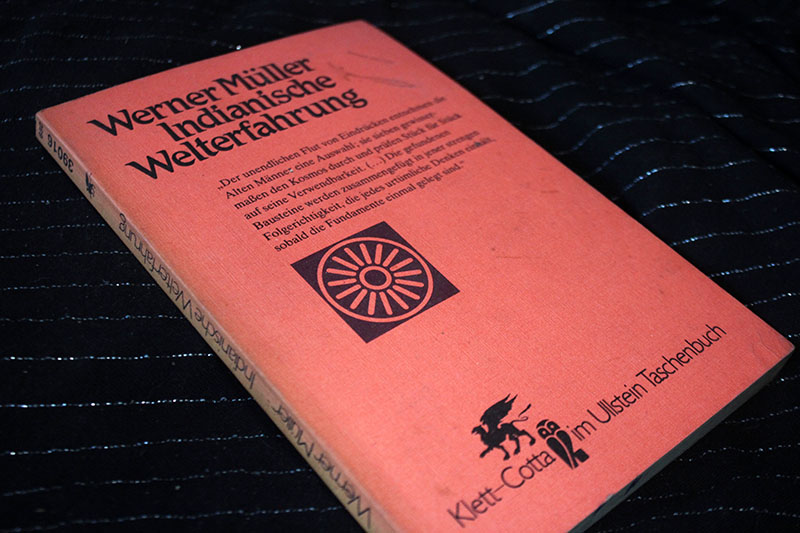 Werner Müller
Indianische
Welterfahrung
„Der unendlichen Flut von Eindrücken entnehmen die
Alten Männer eine Auswahl; sie sieben gewisser-
maßen den Kosmos durch und prüfen Stück für Stück
auf seine Verwendbarkeit. (...) Die gefundenen
Bausteine werden zusammengefügt in jener strengen
Folgerichtigkeit, die jedes urtümliche Denken enthält,
sobald die Fundamente einmal gelegt sind."
Klett-Cotta im Ullstein Taschenbuch
39016
Werner Müller: Indianische Welterfahrung